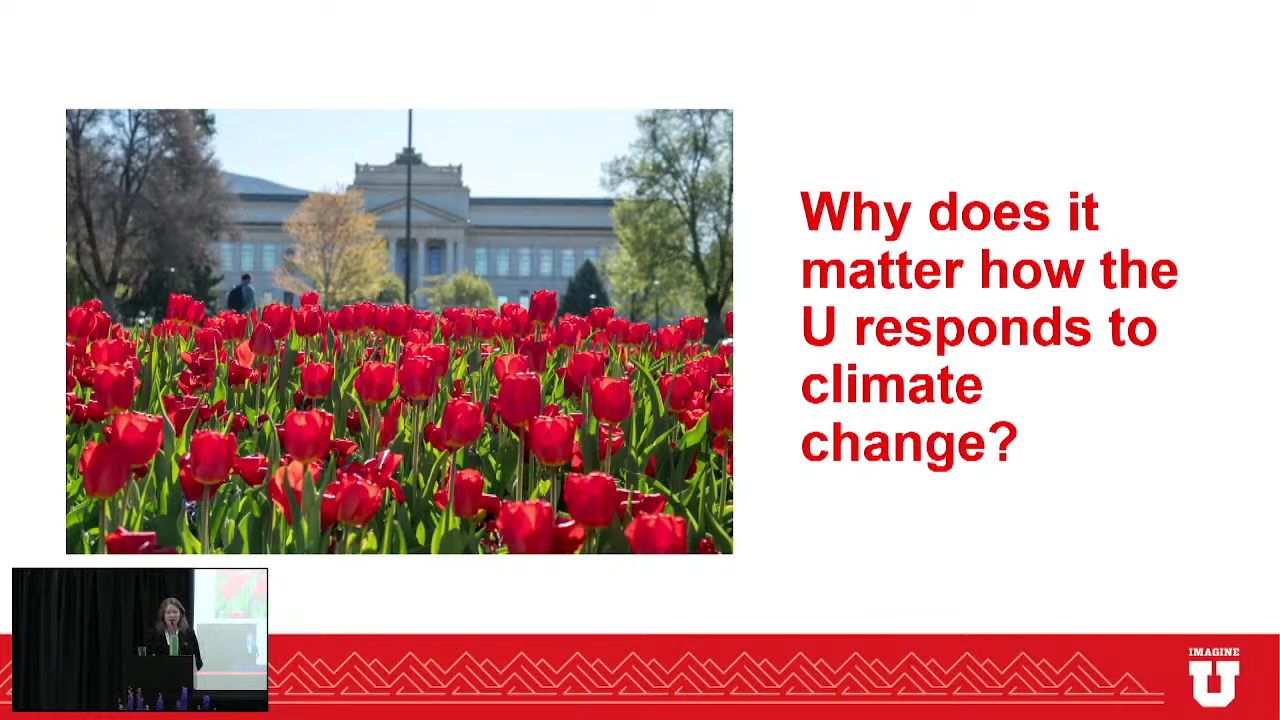 Why does it
matter how the
U responds to
climate
change?
IMAGINE
U